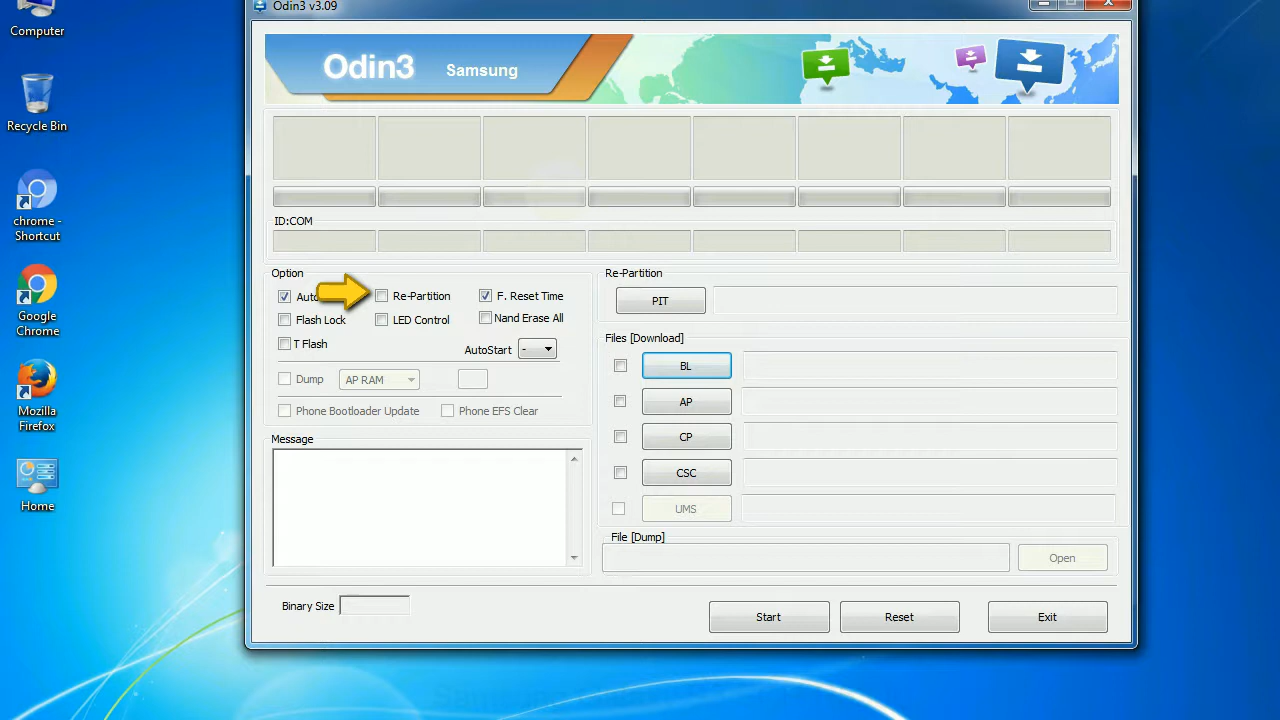 Odin3 v3.09
Computer
Recycle Bin
chrome -
Shortcut
Google
Chrome
Mozilla
Firefox
Home
Odin3 Samsung
ID:COM
Option
Re-Partition
F. Reset Time
Flash Lock
LED Control
Nand Erase All
T Flash
AutoStart -
Dump
AP RAM
Phone Bootloader Update
Phone EFS Clear
Message
Re-Partition
PIT
Files [Download]
BL
AP
CP
CSC
UMS
File [Dump]
Open
Binary Size
Start
Reset
Exit